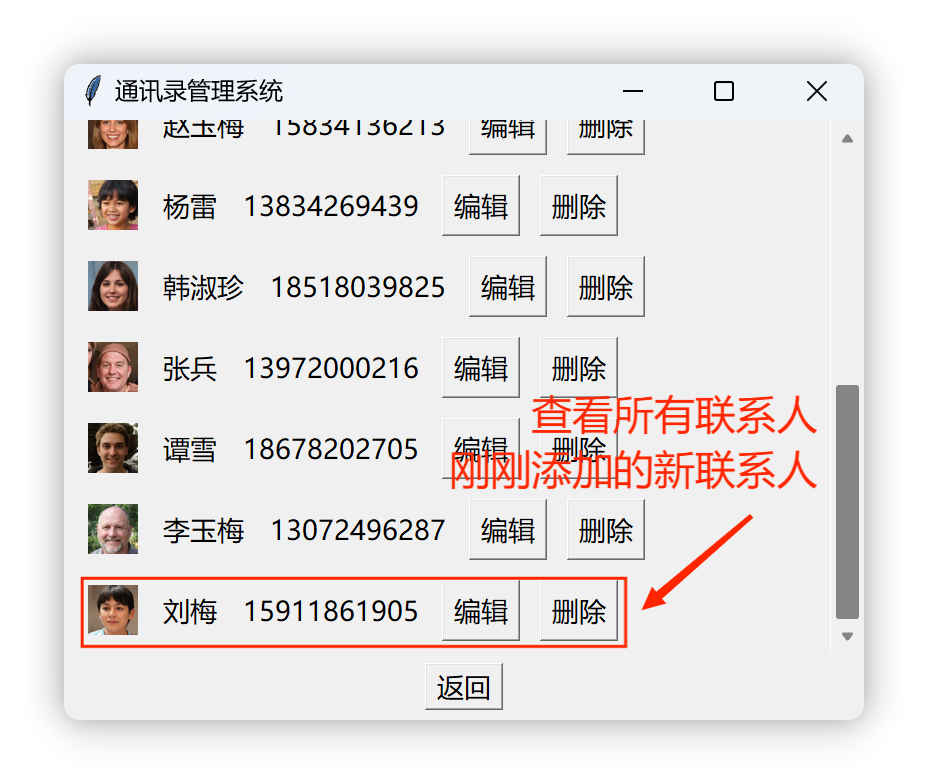 通讯录管理系统
赵玉梅 15834136213 编辑 删除
杨雷 13834269439 编辑 删除
韩淑珍 18518039825 编辑 删除
张兵 13972000216 编辑 删除
查看所有联系人
谭雪 18678202705 编辑 删除
刚刚添加的新联系人
李玉梅 13072496287 编辑 删除
刘梅 15911861905 编辑 删除
返回